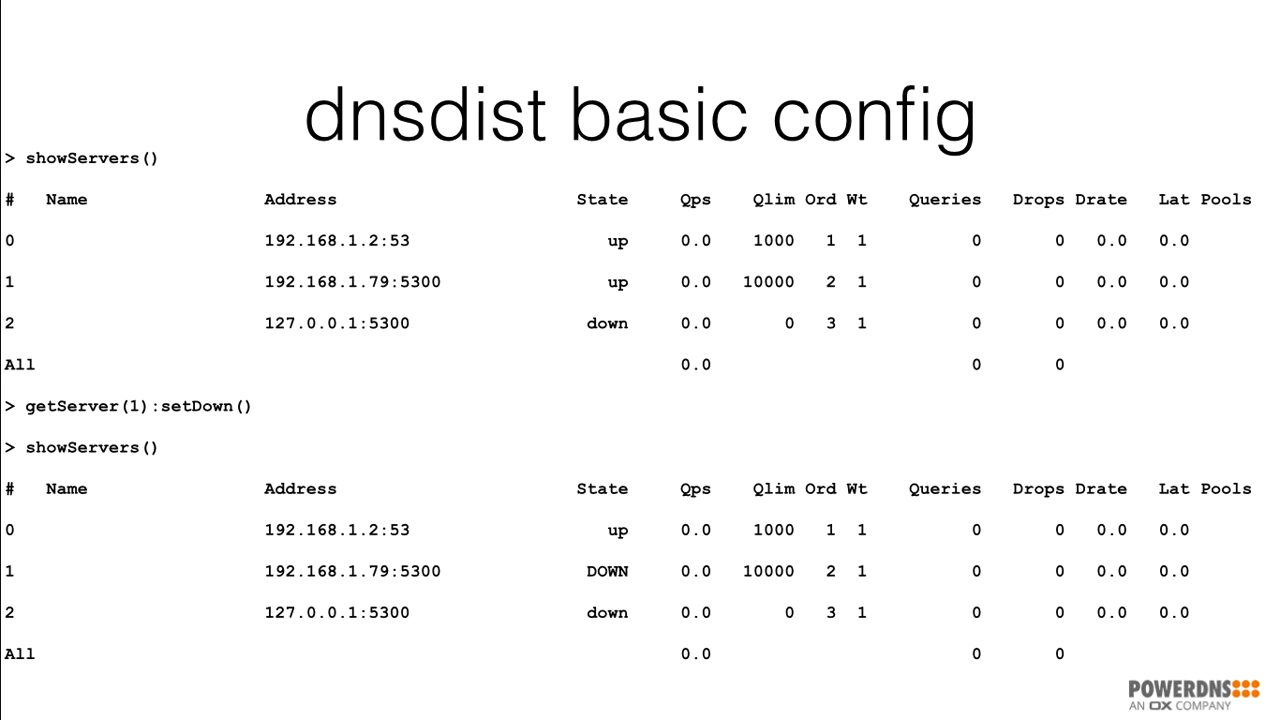 dnsdist basic config
> showServers()
# Name Address State Qps Qlim Ord Wt Queries Drops Drate Lat Pools
0 192.168.1.2:53 up 0.0 1000 1 1 0 0 0.0 0.0
1 192.168.1.79:5300 up 0.0 10000 2 1 0 0 0.0 0.0
2 127.0.0.1:5300 down 0.0 0 3 1 0 0 0.0 0.0
All 0.0 0 0
> getServer(1):setDown()
> showServers()
# Name Address State Qps Qlim Ord Wt Queries Drops Drate Lat Pools
0 192.168.1.2:53 up 0.0 1000 1 1 0 0 0.0 0.0
1 192.168.1.79:5300 DOWN 0.0 10000 2 1 0 0 0.0 0.0
2 127.0.0.1:5300 down 0.0 0 3 1 0 0 0.0 0.0
All 0.0 0 0
POWERDNS
AN OX COMPANY